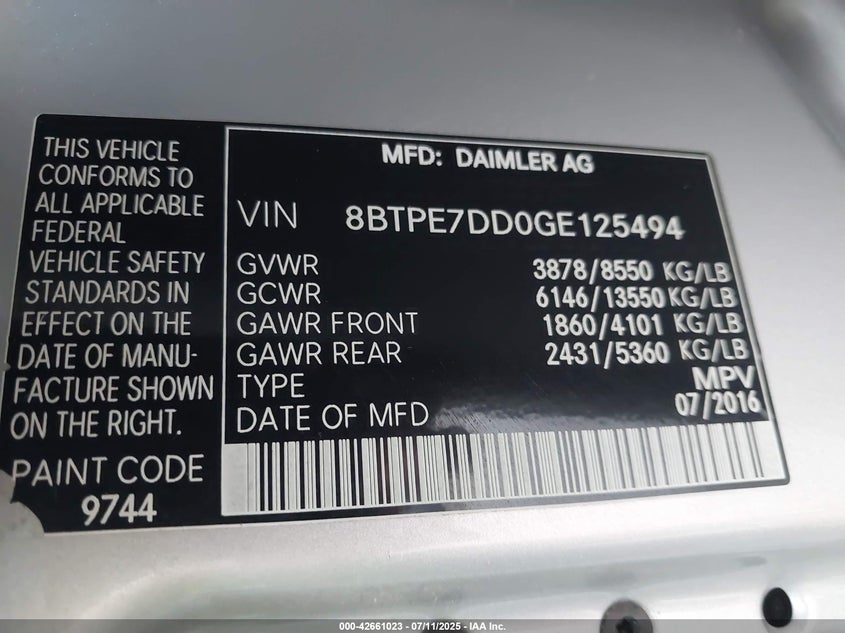 THIS VEHICLE
CONFORMS TO
ALL APPLICABLE
FEDERAL
VEHICLE SAFETY
STANDARDS IN
EFFECT ON THE
DATE OF MANU-
FACTURE SHOWN
ON THE RIGHT.
PAINT CODE
9744
MFD: DAIMLER AG
VIN 8BTPE7DD0GE125494
GVWR 3878/8550 KG/LB
GCWR 6146/13550 KG/LB
GAWR FRONT 1860/4101 KG/LB
GAWR REAR 2431/5360 KG/LB
TYPE MPV
DATE OF MFD 07/2016
000-42661023 - 07/11/2025 - IAA Inc.